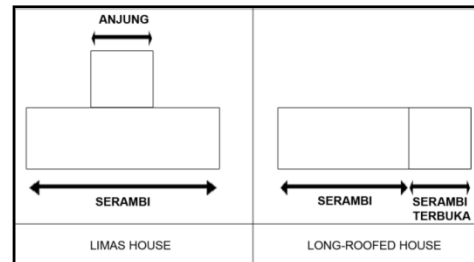 ANJUNG
SERAMBI
LIMAS HOUSE
SERAMBI
SERAMBI
TERBUKA
LONG-ROOFED HOUSE